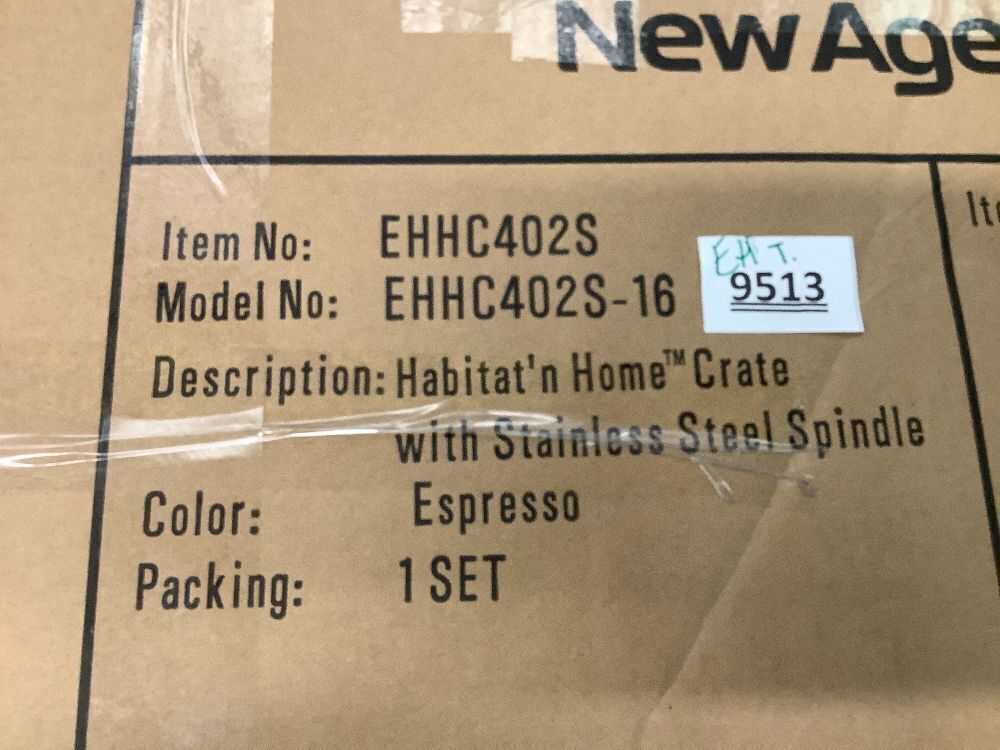 New Age
Item No: EHHC402S
Model No: EHHC402S-16
EH T.
9513
Description: Habitat'n Home™ Crate
with Stainless Steel Spindle
Color: Espresso
Packing: 1 SET